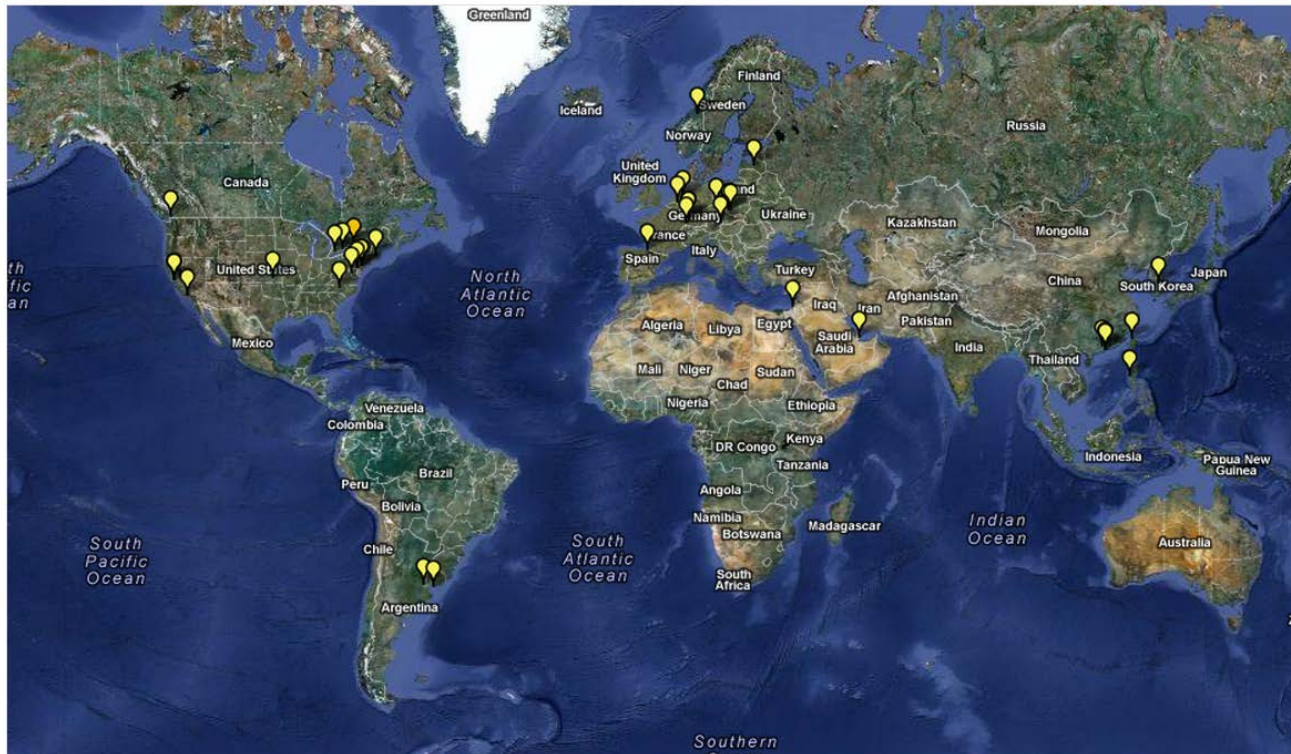 Greenland
Finland
Iceland
Sweden
Russia
Norway
United
Kingdom
Canada
Germany
Ukraine
Kazakhstan
Mongolia
France
Italy
Spain
United States
Turkey
China
Japan
South Korea
North
Atlantic
Ocean
Iraq
Iran
Afghanistan
Pakistan
Algeria
Libya
Egypt
Saudi
Arabia
India
Mexico
Mali
Niger
Chad
Sudan
Thailand
Nigeria
Ethiopia
Venezuela
Colombia
DR Congo
Kenya
Tanzania
Indonesia
Papua New
Guinea
Brazil
Peru
Bolivia
Angola
Namibia
Botswana
Madagascar
Indian
Ocean
South
Pacific
Ocean
Chile
South
Atlantic
Ocean
South
Africa
Australia
Argentina
Southern